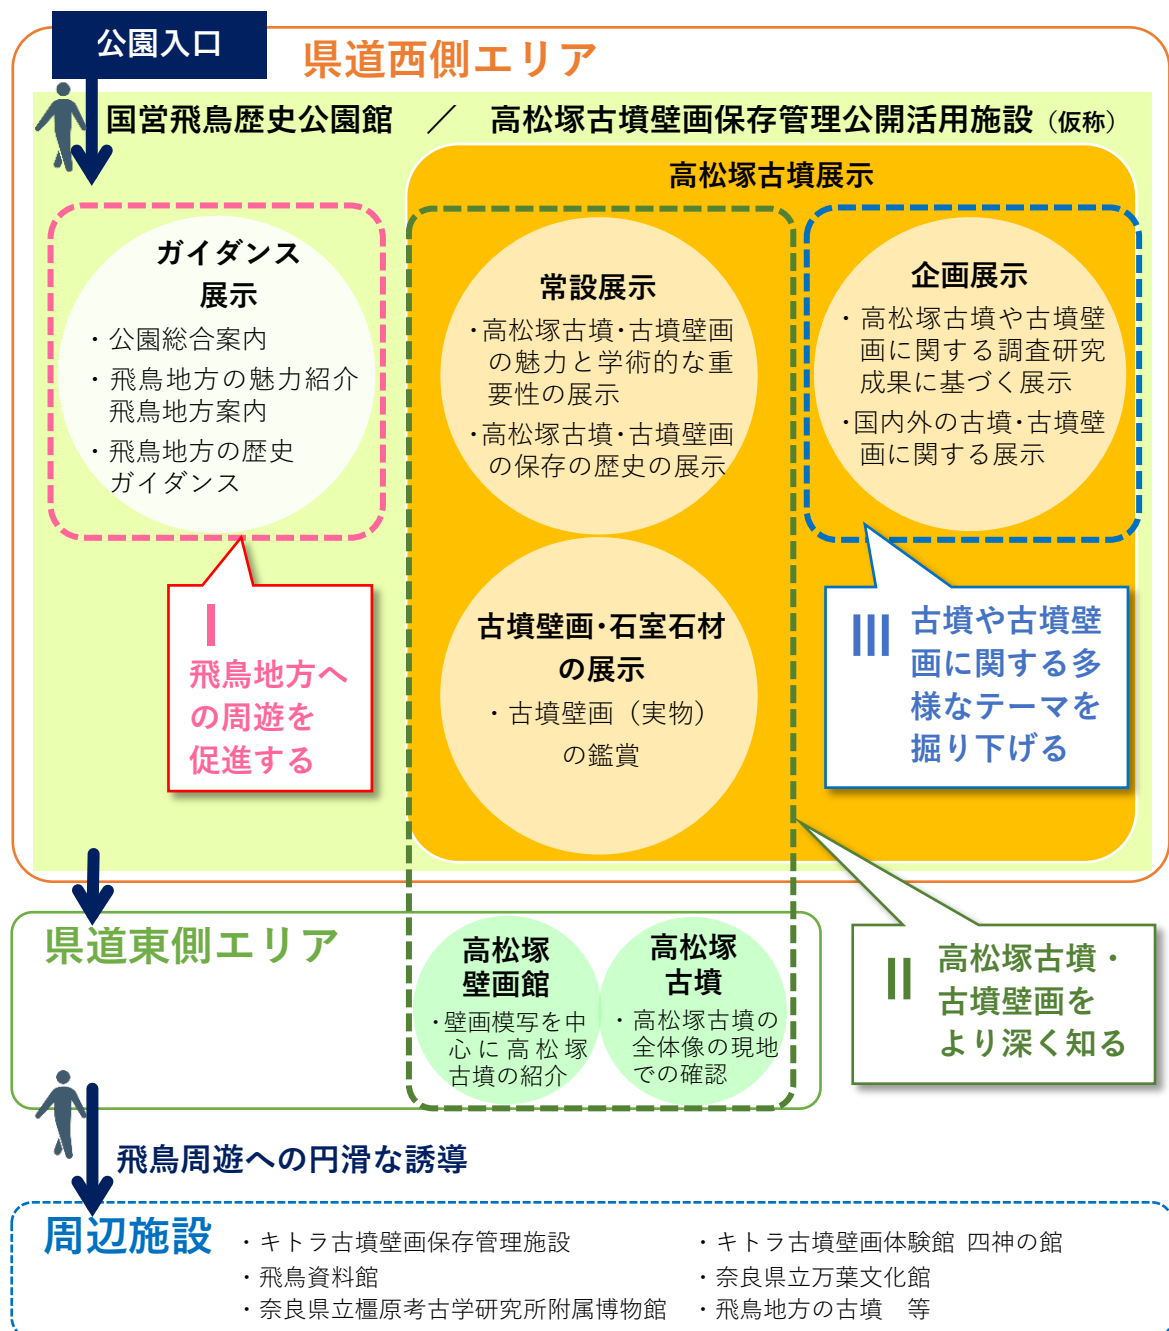 公園入口
県道西側エリア
国営飛鳥歴史公園館 ／ 高松塚古墳壁画保存管理公開活用施設（仮称）
高松塚古墳展示
ガイダンス
展示
・公園総合案内
・飛鳥地方の魅力紹介
飛鳥地方案内
・飛鳥地方の歴史
ガイダンス
常設展示
・高松塚古墳・古墳壁画
の魅力と学術的な重
要性の展示
・高松塚古墳・古墳壁画
の保存の歴史の展示
企画展示
・高松塚古墳や古墳壁
画に関する調査研究
成果に基づく展示
・国内外の古墳・古墳壁
画に関する展示
古墳壁画・石室石材
の展示
・古墳壁画（実物）
の鑑賞
Ⅰ
飛鳥地方へ
の周遊を
促進する
Ⅲ
古墳や古墳壁
画に関する多
様なテーマを
掘り下げる
県道東側エリア
高松塚
壁画館
・壁画模写を中
心に高松塚
古墳の紹介
高松塚
古墳
・高松塚古墳の
全体像の現地
での確認
Ⅱ
高松塚古墳・
古墳壁画を
より深く知る
飛鳥周遊への円滑な誘導
周辺施設
・キトラ古墳壁画保存管理施設
・キトラ古墳壁画体験館 四神の館
・飛鳥資料館
・奈良県立万葉文化館
・奈良県立橿原考古学研究所附属博物館
・飛鳥地方の古墳 等